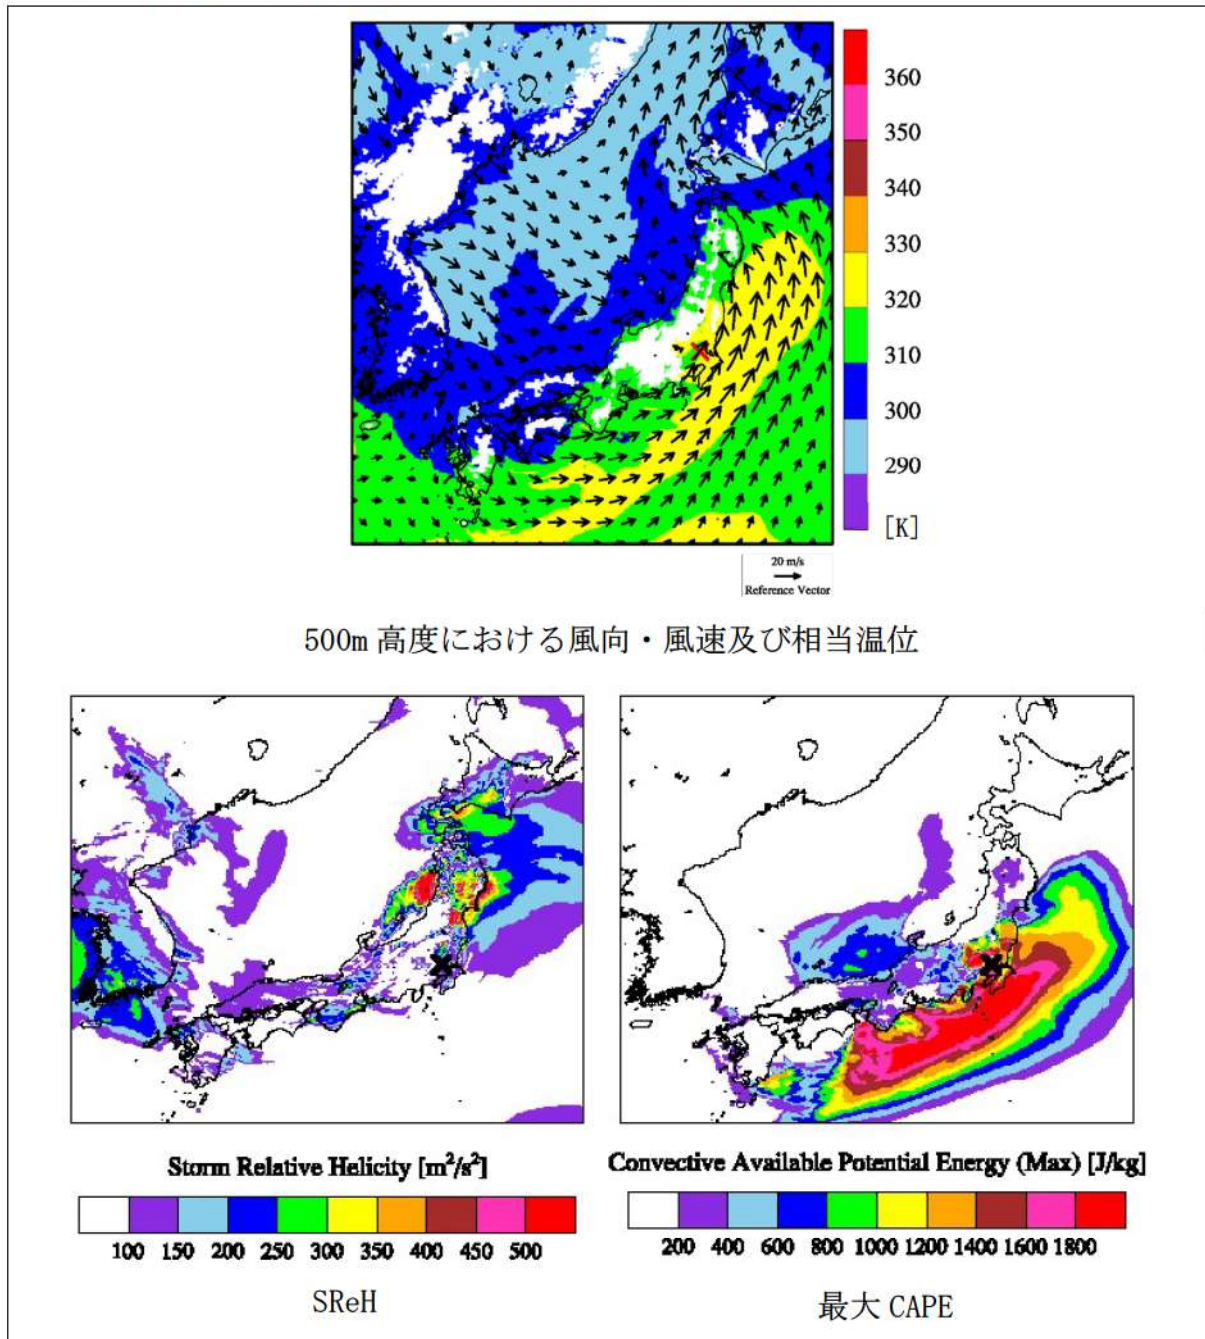 360
350
340
330
320
310
300
290
[K]
20 m/s
Reference Vector
500m 高度における風向・風速及び相当温位
Storm Relative Helicity [m²/s²]
100 150 200 250 300 350 400 450 500
SReH
Convective Available Potential Energy (Max) [J/kg]
200 400 600 800 1000 1200 1400 1600 1800
最大 CAPE